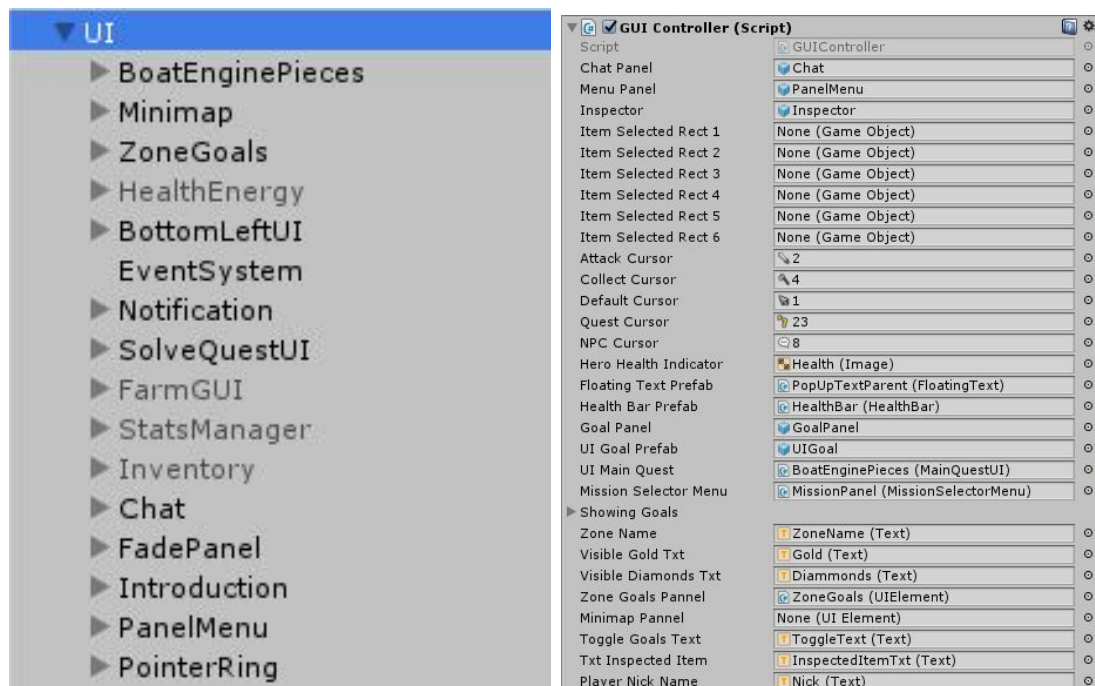 UI
BoatEnginePieces
Minimap
ZoneGoals
HealthEnergy
BottomLeftUI
EventSystem
Notification
SolveQuestUI
FarmGUI
StatsManager
Inventory
Chat
FadePanel
Introduction
PanelMenu
PointerRing
GUI Controller (Script)
Script GUIController
Chat Panel Chat
Menu Panel PanelMenu
Inspector Inspector
Item Selected Rect 1 None (Game Object)
Item Selected Rect 2 None (Game Object)
Item Selected Rect 3 None (Game Object)
Item Selected Rect 4 None (Game Object)
Item Selected Rect 5 None (Game Object)
Item Selected Rect 6 None (Game Object)
Attack Cursor 2
Collect Cursor 4
Default Cursor 1
Quest Cursor 23
NPC Cursor 8
Hero Health Indicator Health (Image)
Floating Text Prefab PopUpTextParent (FloatingText)
Health Bar Prefab HealthBar (HealthBar)
Goal Panel GoalPanel
UI Goal Prefab UIGoal
UI Main Quest BoatEnginePieces (MainQuestUI)
Mission Selector Menu MissionPanel (MissionSelectorMenu)
Showing Goals
Zone Name ZoneName (Text)
Visible Gold Txt Gold (Text)
Visible Diamonds Txt Diammonds (Text)
Zone Goals Pannel ZoneGoals (UIElement)
Minimap Pannel None (UI Element)
Toggle Goals Text ToggleText (Text)
Txt Inspected Item InspectedItemTxt (Text)
Player Nick Name Nick (Text)